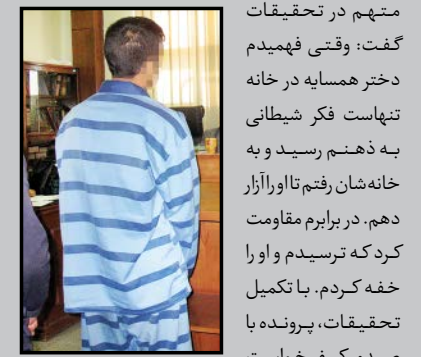 متهم در تحقیقات
گفت: وقتی فهمیدم
دختر همسایه در خانه
تنهاست فکر شیطانی
به ذهنم رسید و به
خانه‌شان رفتم تا او را آزار
دهم. در برابرم مقاومت
کرد که ترسیدم و او را
خفه کردم. با تکمیل
تحقیقات، پرونده با